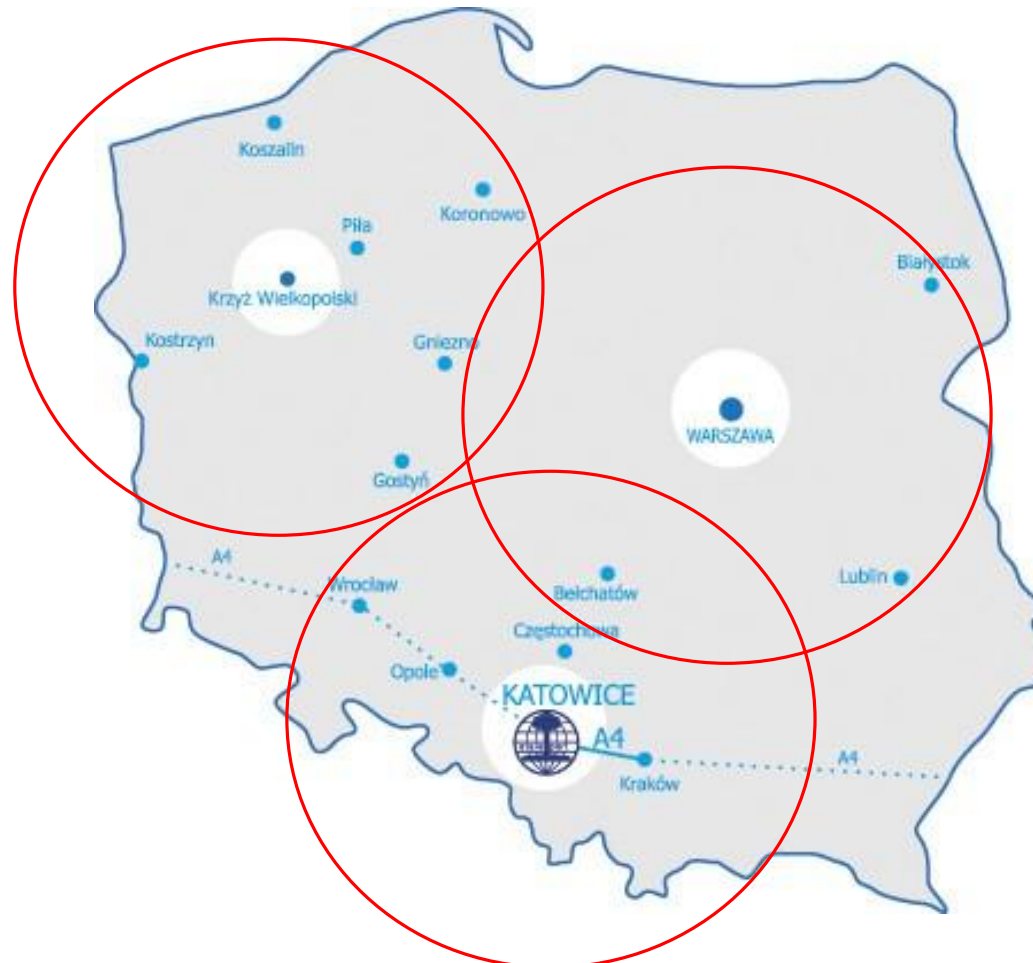 Koszalin
Koronowo
Piła
Białystok
Krzyż Wielkopolski
Kostrzyn
Gniezno
WARSZAWA
Gostyń
A4
Wrocław
Bełchatów
Lublin
Częstochowa
Opole
KATOWICE
A4
A4
Kraków